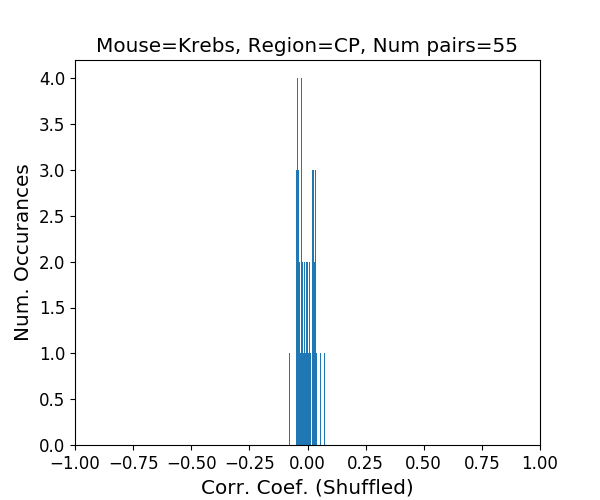 Mouse=Krebs, Region=CP, Num pairs=55
Num. Occurances
4.0
3.5
3.0
2.5
2.0
1.5
1.0
0.5
0.0
−1.00 −0.75 −0.50 −0.25 0.00 0.25 0.50 0.75 1.00
Corr. Coef. (Shuffled)